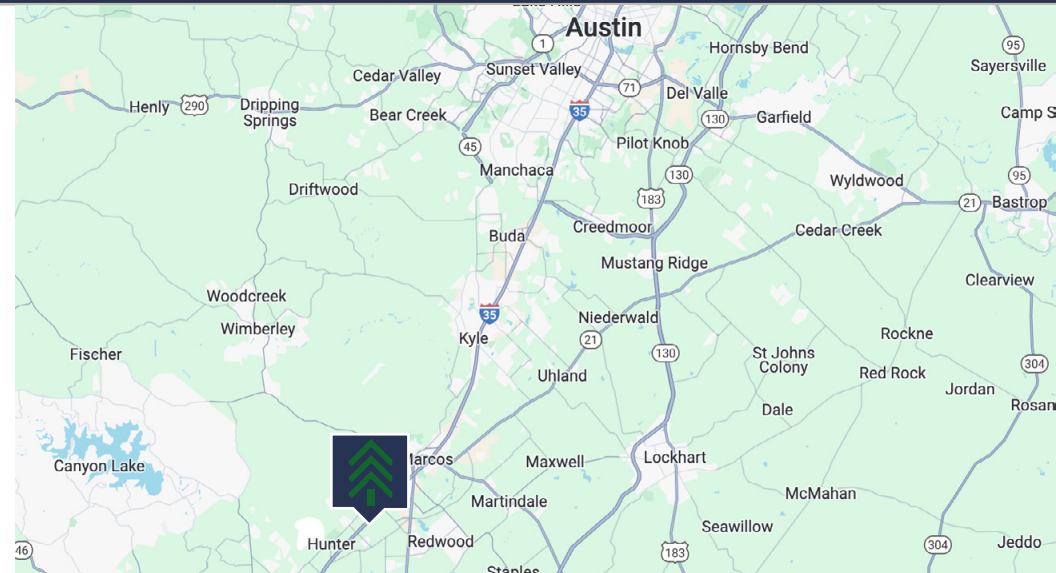 Austin
1
Hornsby Bend
95
Sunset Valley
Sayersville
Cedar Valley
71
Del Valle
Henly
290
Dripping
Springs
Bear Creek
35
130
Garfield
Camp S
Pilot Knob
45
Manchaca
130
95
Wyldwood
Driftwood
183
21
Bastrop
Creedmoor
Cedar Creek
Buda
Mustang Ridge
Clearview
Woodcreek
35
Niederwald
Wimberley
Kyle
21
Rockne
Fischer
130
St Johns
Colony
304
Uhland
Red Rock
Jordan
Dale
Rosan
Marcos
Maxwell
Lockhart
Canyon Lake
McMahan
Martindale
Seawillow
Hunter
Redwood
46
183
304
Jeddo
Staples